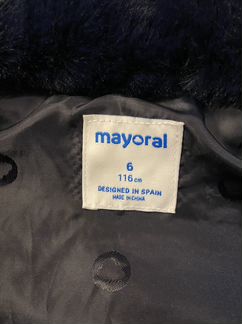 mayoral
6
116 cm
DESIGNED IN SPAIN
MADE IN CHINA